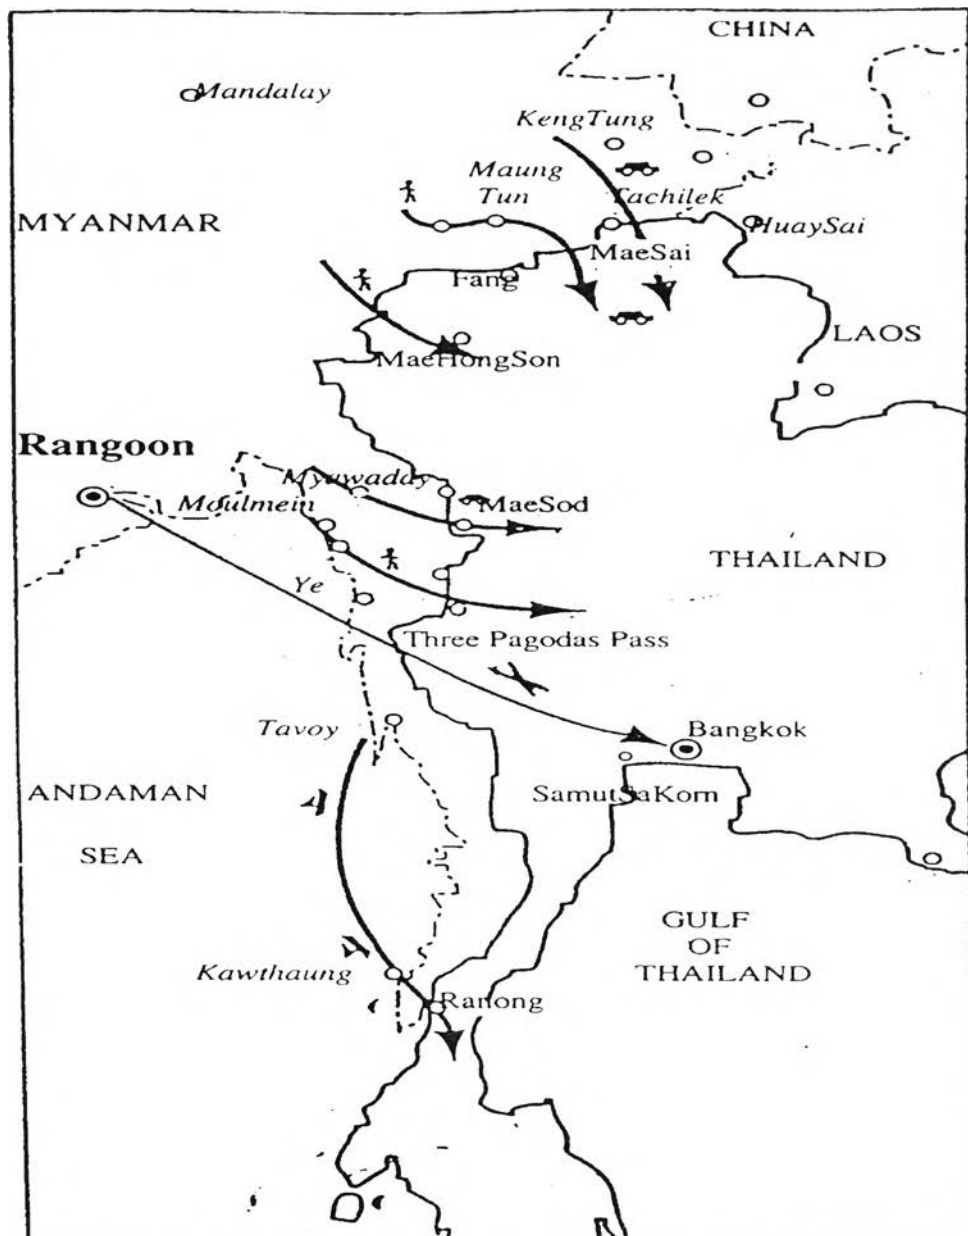 CHINA
Mandalay
KengTung
Maung
Tun
Tachilek
MYANMAR
HuaySai
MaeSai
Fang
LAOS
MaeHongSon
Rangoon
Myawadday
Moulmein
MaeSod
THAILAND
Ye
Three Pagodas Pass
Tavoy
Bangkok
ANDAMAN
SEA
SamutSaKorn
GULF
OF
THAILAND
Kawthaung
Ranong